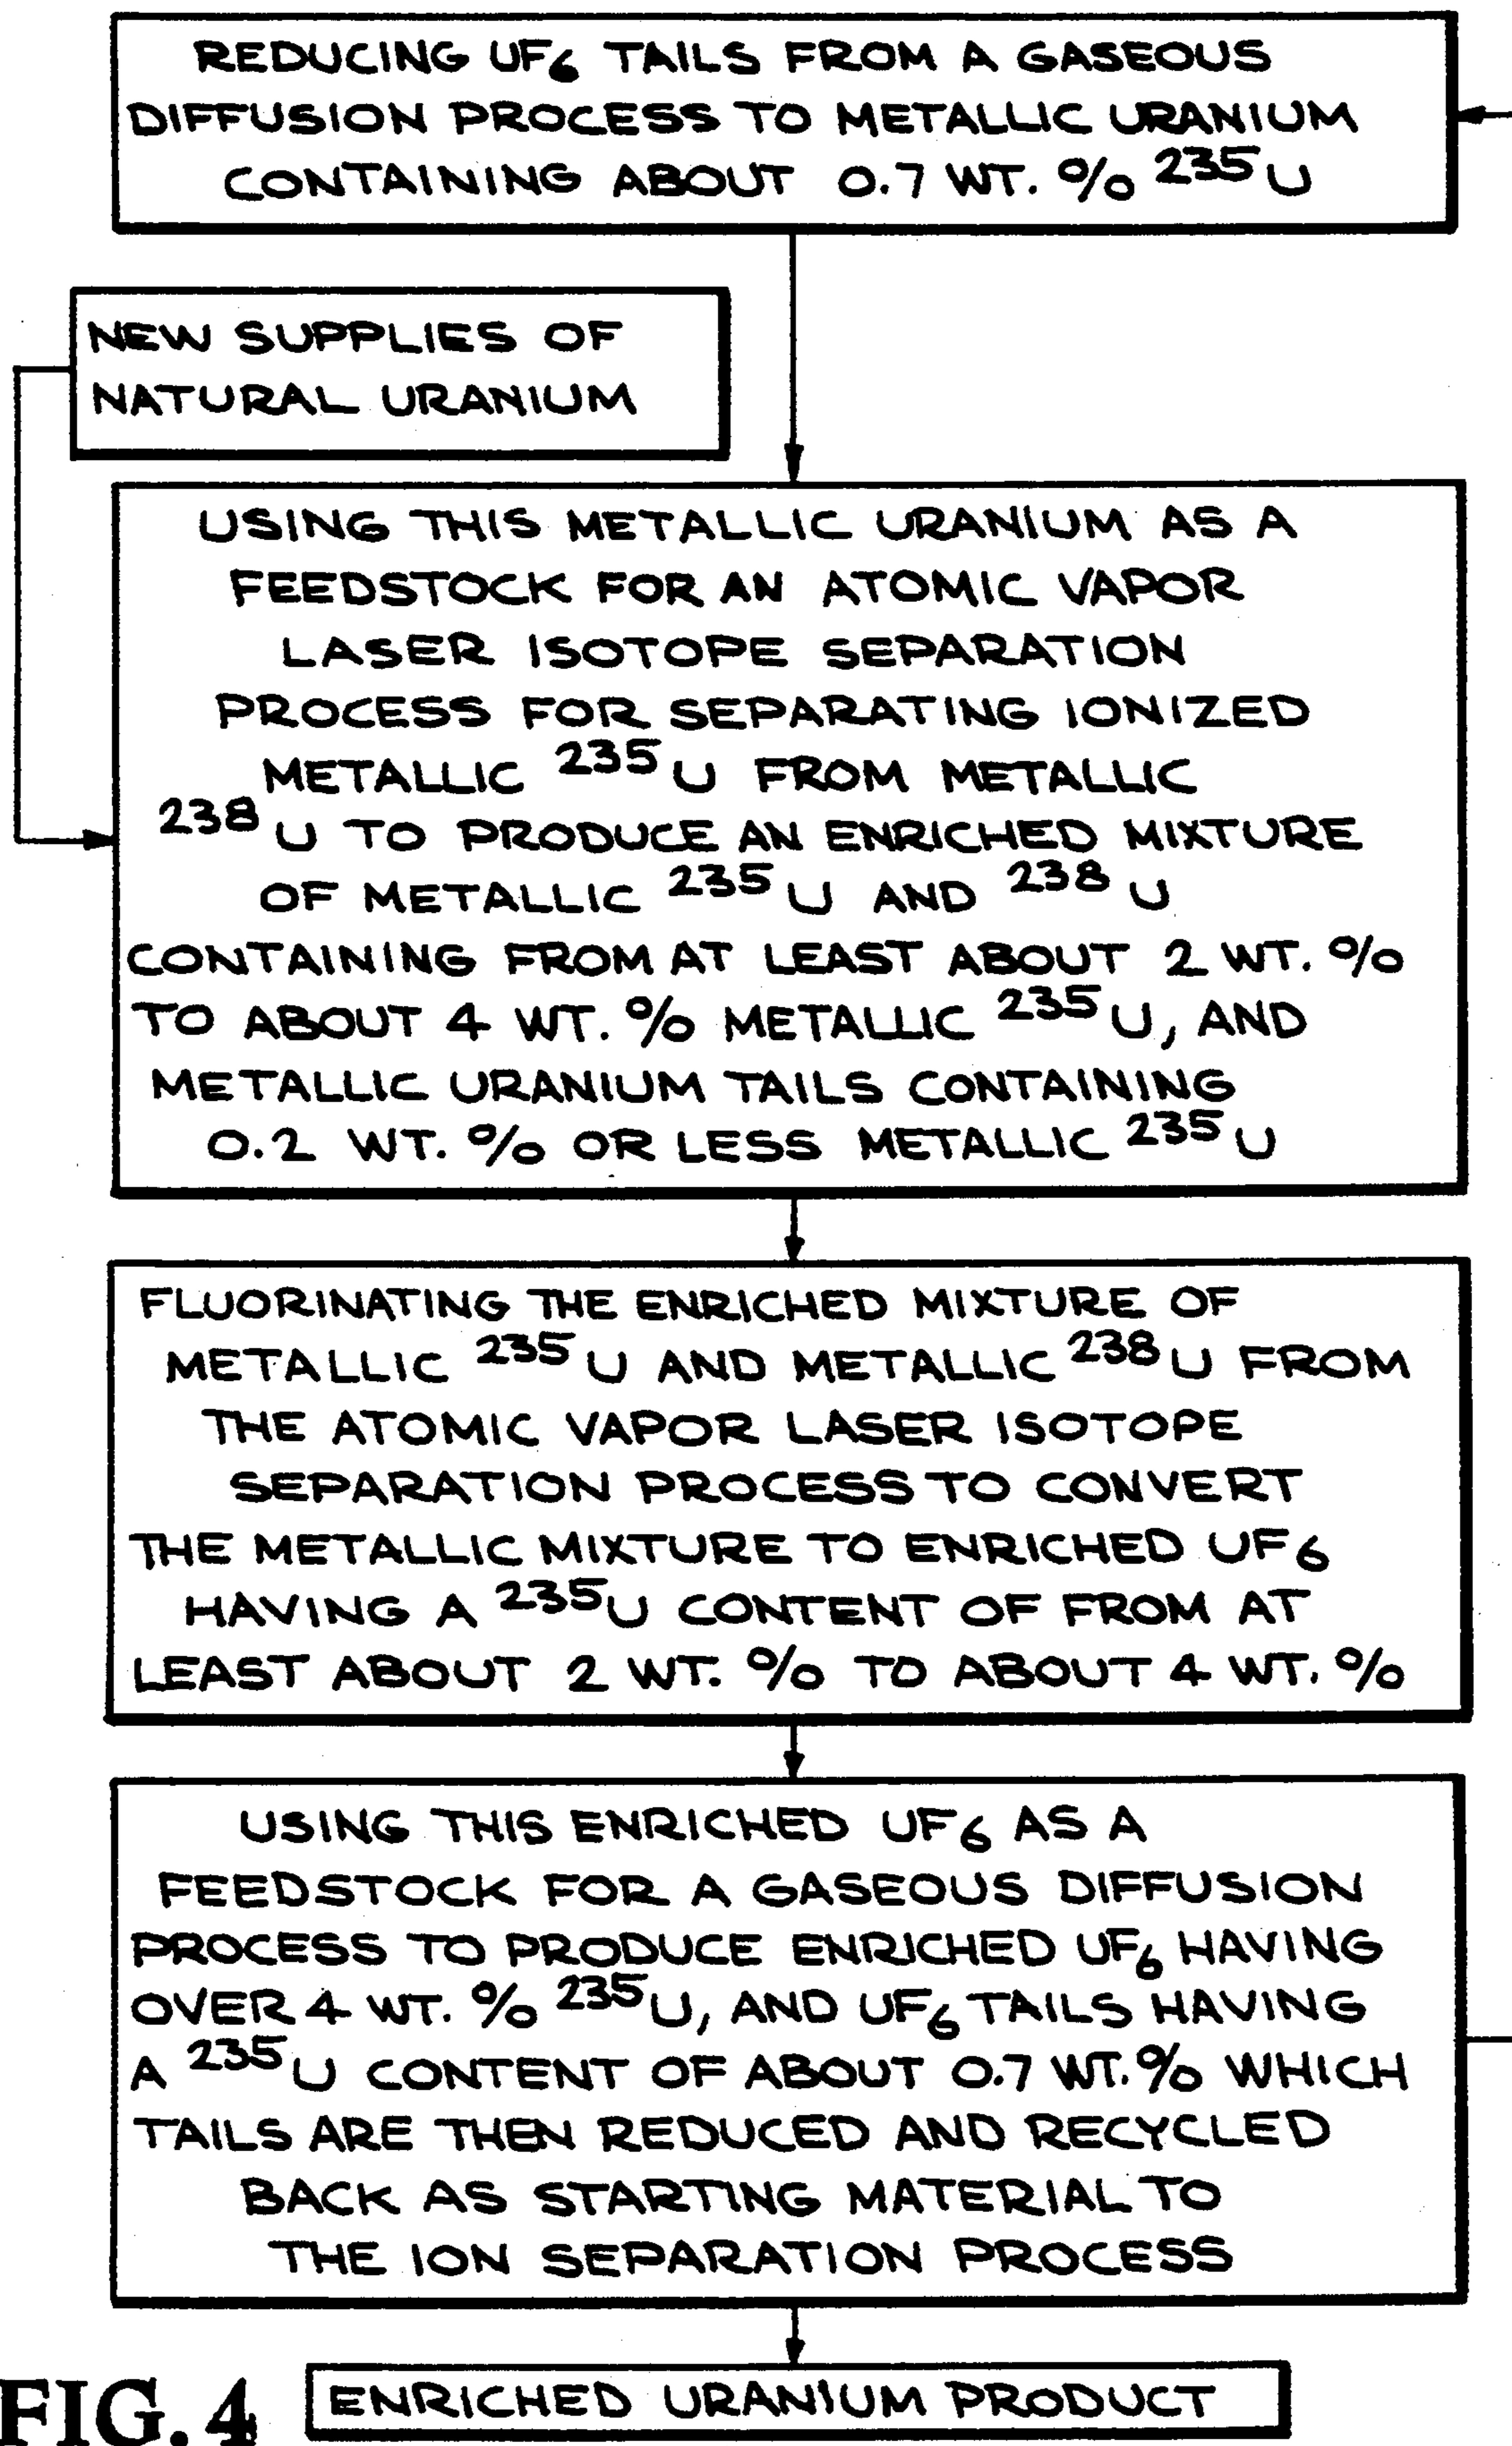 REDUCING UF6 TAILS FROM A GASEOUS
DIFFUSION PROCESS TO METALLIC URANIUM
CONTAINING ABOUT 0.7 WT. % 235U
NEW SUPPLIES OF
NATURAL URANIUM
USING THIS METALLIC URANIUM AS A
FEEDSTOCK FOR AN ATOMIC VAPOR
LASER ISOTOPE SEPARATION
PROCESS FOR SEPARATING IONIZED
METALLIC 235U FROM METALLIC
238U TO PRODUCE AN ENRICHED MIXTURE
OF METALLIC 235U AND 238U
CONTAINING FROM AT LEAST ABOUT 2 WT. %
TO ABOUT 4 WT. % METALLIC 235U, AND
METALLIC URANIUM TAILS CONTAINING
0.2 WT. % OR LESS METALLIC 235U
FLUORINATING THE ENRICHED MIXTURE OF
METALLIC 235U AND METALLIC 238U FROM
THE ATOMIC VAPOR LASER ISOTOPE
SEPARATION PROCESS TO CONVERT
THE METALLIC MIXTURE TO ENRICHED UF6
HAVING A 235U CONTENT OF FROM AT
LEAST ABOUT 2 WT. % TO ABOUT 4 WT. %
USING THIS ENRICHED UF6 AS A
FEEDSTOCK FOR A GASEOUS DIFFUSION
PROCESS TO PRODUCE ENRICHED UF6 HAVING
OVER 4 WT. % 235U, AND UF6 TAILS HAVING
A 235U CONTENT OF ABOUT 0.7 WT.% WHICH
TAILS ARE THEN REDUCED AND RECYCLED
BACK AS STARTING MATERIAL TO
THE ION SEPARATION PROCESS
FIG. 4
ENRICHED URANIUM PRODUCT